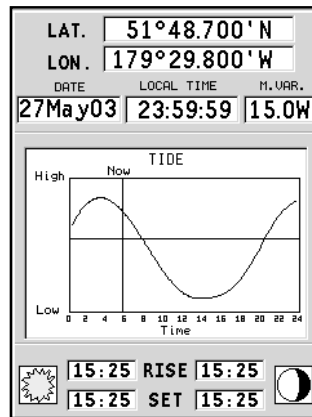 LAT. 51°48.700'N
LON. 179°29.800'W
DATE LOCAL TIME M.VAR.
27May03 23:59:59 15.0W
TIDE
High Now
Low
0 2 4 6 8 10 12 14 16 18 20 22 24
Time
15:25 RISE 15:25
15:25 SET 15:25